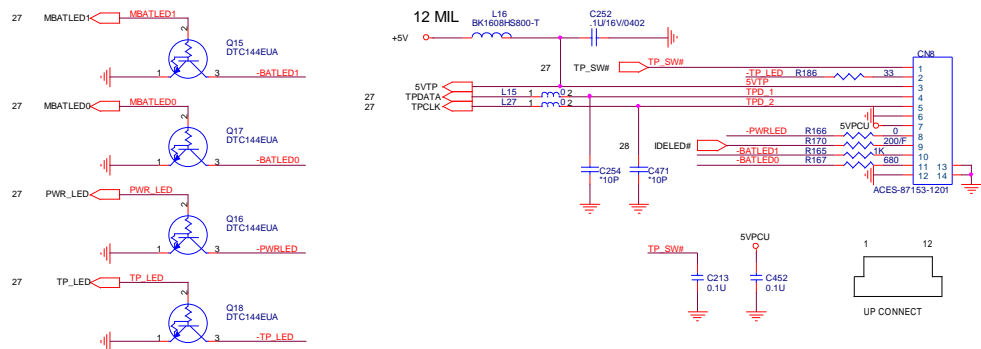 27 MBATLED1 MBATLED1
2
Q15
DTC144EUA
1 3 -BATLED1
27 MBATLED0 MBATLED0
2
Q17
DTC144EUA
1 3 -BATLED0
27 PWR_LED PWR_LED
2
Q16
DTC144EUA
1 3 -PWRLED
27 TP_LED TP_LED
2
Q18
DTC144EUA
1 3 -TP_LED
12 MIL
L16
BK1608HS800-T
+5V
C252
.1U/16V/0402
27 TP_SW# TP_SW#
CN8
-TP_LED R186 33
5VTP 5VTP
27 TPDATA L15 1 0 2 TPD_1
27 TPCLK L27 1 0 2 TPD_2
5VPCU
-PWRLED R166 0
28 IDELED# R170 200/F
-BATLED1 R165 1K
-BATLED0 R167 680
1
2
3
4
5
6
7
8
9
10
11 13
12 14
ACES-87153-1201
C254
*10P
C471
*10P
TP_SW#
C213
0.1U
5VPCU
C452
0.1U
1 12
UP CONNECT